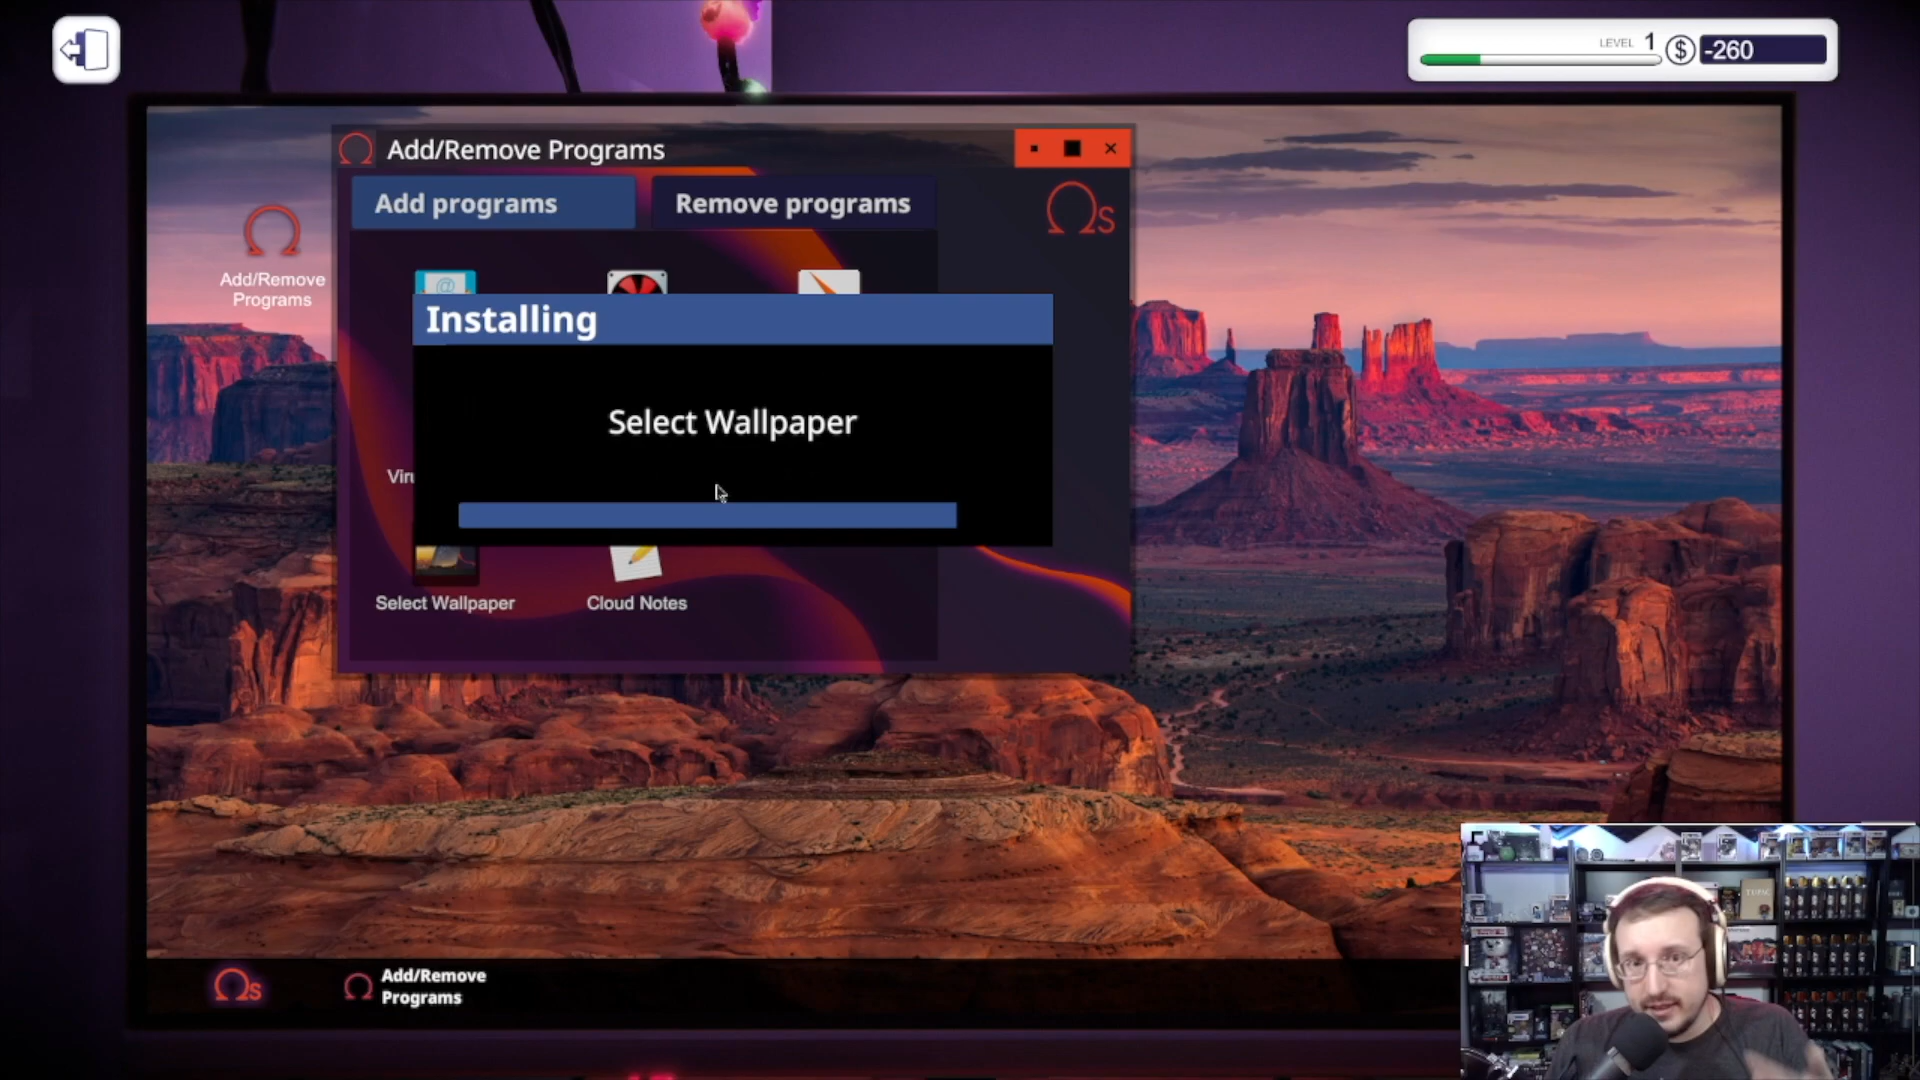 LEVEL 1 $ -260
Add/Remove Programs
Add programs
Remove programs
Ωs
Add/Remove
Programs
@
Installing
Select Wallpaper
Viru
Select Wallpaper
Cloud Notes
Ωs
Add/Remove
Programs